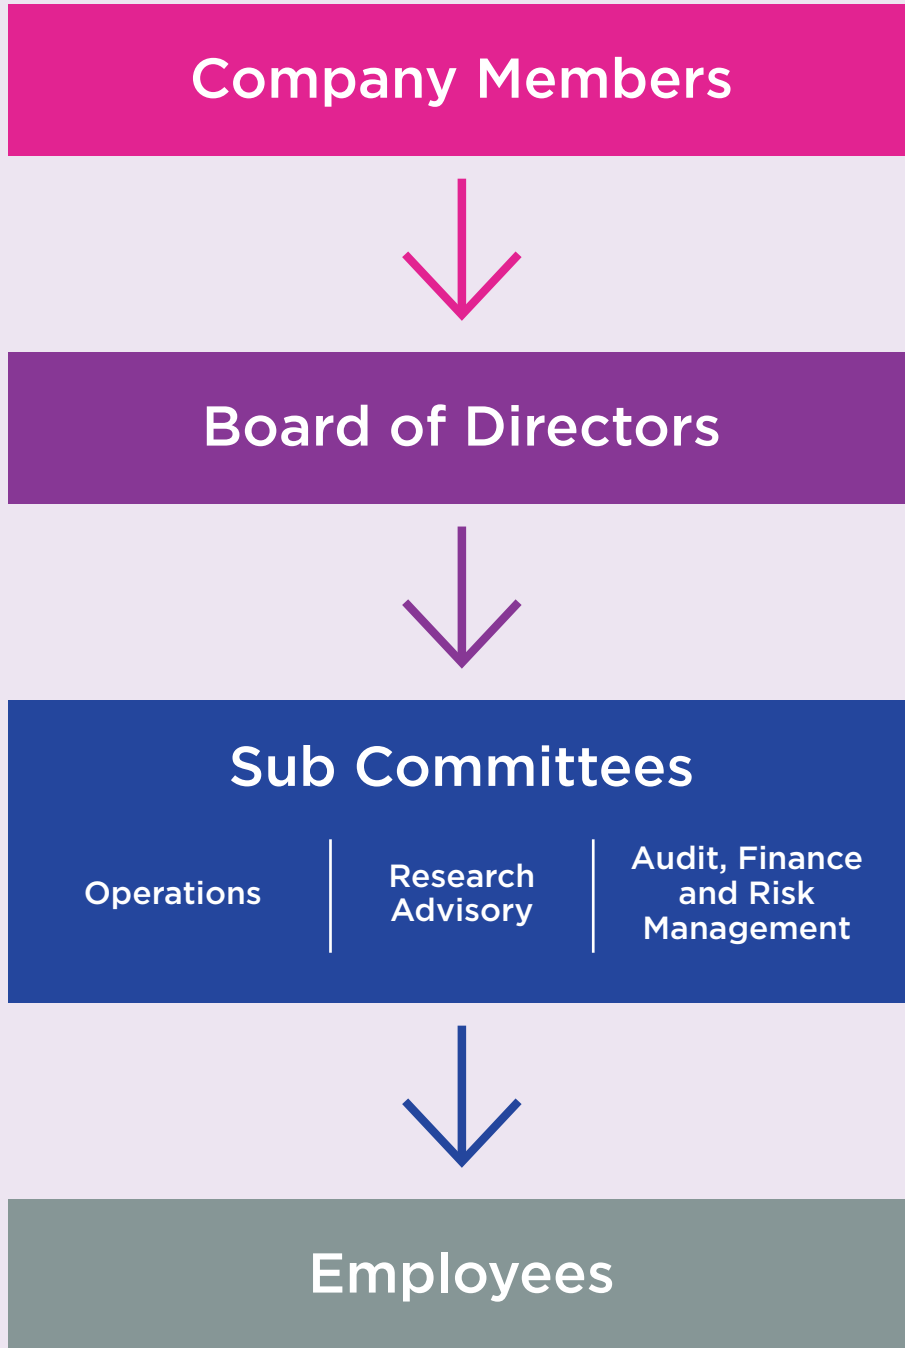 Company Members
Board of Directors
Sub Committees
Operations
Research
Advisory
Audit, Finance
and Risk
Management
Employees